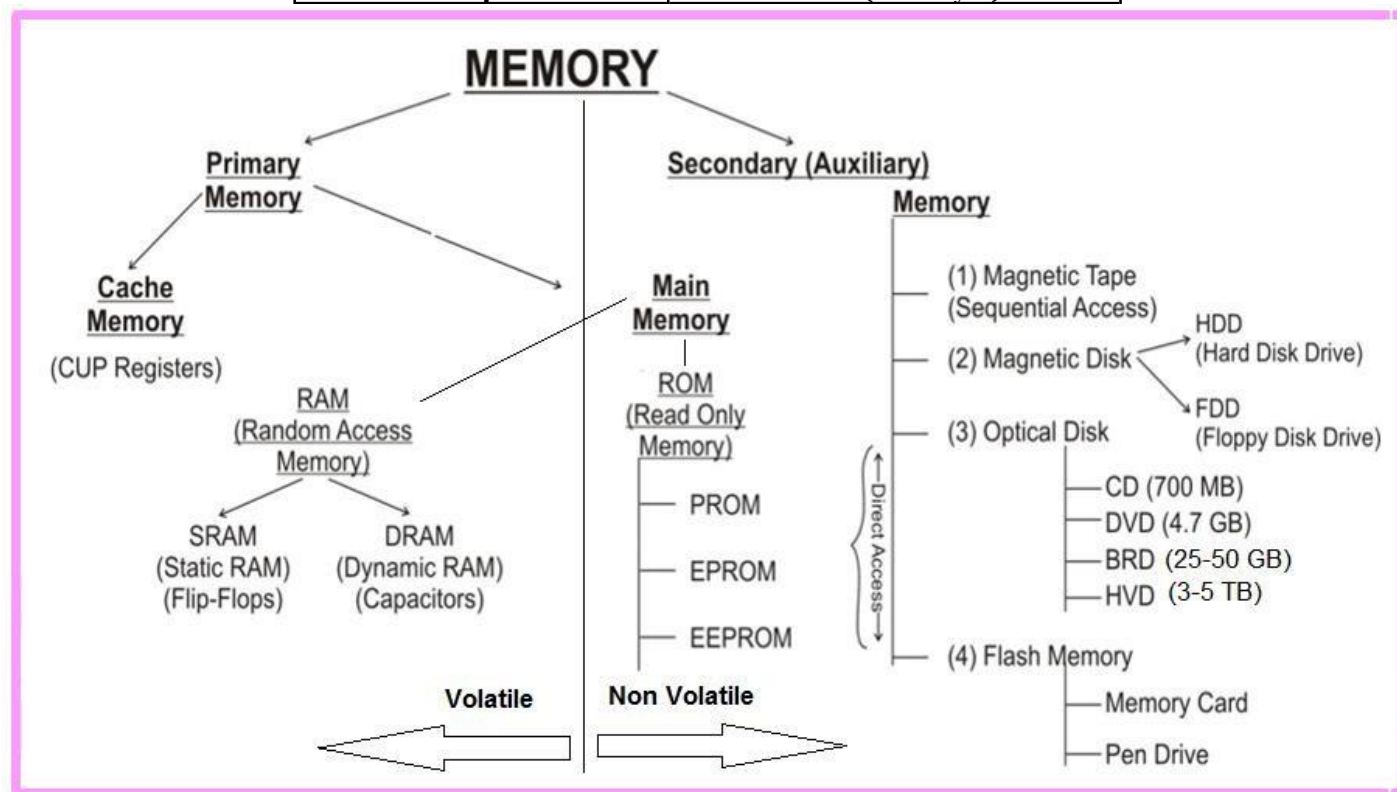 MEMORY
Primary
Memory
Cache
Memory
(CUP Registers)
RAM
(Random Access
Memory)
SRAM
(Static RAM)
(Flip-Flops)
DRAM
(Dynamic RAM)
(Capacitors)
Main
Memory
ROM
(Read Only
Memory)
PROM
EPROM
EEPROM
Secondary (Auxiliary)
Memory
(1) Magnetic Tape
(Sequential Access)
(2) Magnetic Disk
HDD
(Hard Disk Drive)
FDD
(Floppy Disk Drive)
(3) Optical Disk
CD (700 MB)
DVD (4.7 GB)
BRD (25-50 GB)
HVD (3-5 TB)
Direct Access
(4) Flash Memory
Memory Card
Pen Drive
Volatile
Non Volatile